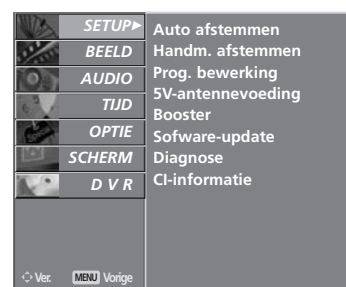 SETUP
BEELD
AUDIO
TIJD
OPTIE
SCHERM
D V R
Auto afstemmen
Handm. afstemmen
Prog. bewerking
5V-antennevoeding
Booster
Sofware-update
Diagnose
CI-informatie
Ver. MENU Vorige